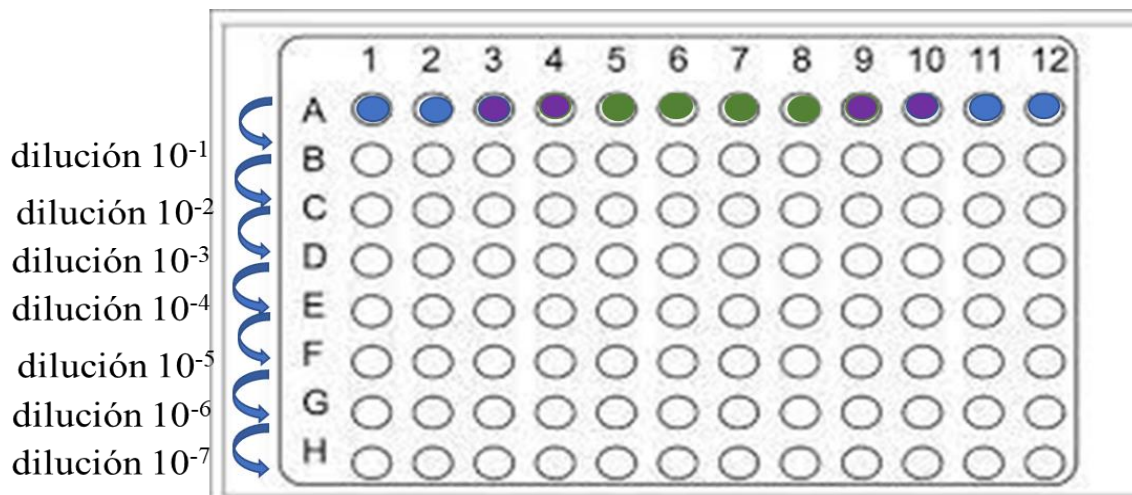 1 2 3 4 5 6 7 8 9 10 11 12
A
dilución 10-1
B
dilución 10-2
C
dilución 10-3
D
dilución 10-4
E
dilución 10-5
F
dilución 10-6
G
dilución 10-7
H